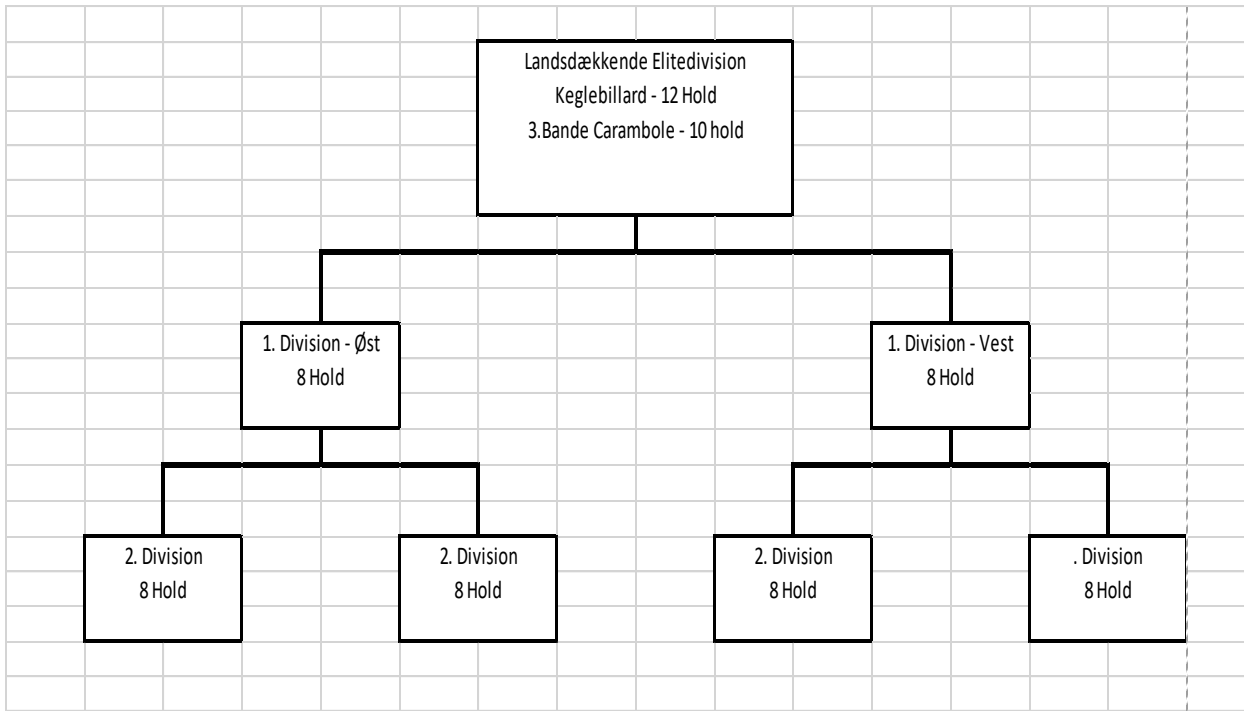 Landsdækkende Elitedivision
Keglebillard - 12 Hold
3.Bande Carambole - 10 hold
1. Division - Øst
8 Hold
1. Division - Vest
8 Hold
2. Division
8 Hold
2. Division
8 Hold
2. Division
8 Hold
. Division
8 Hold